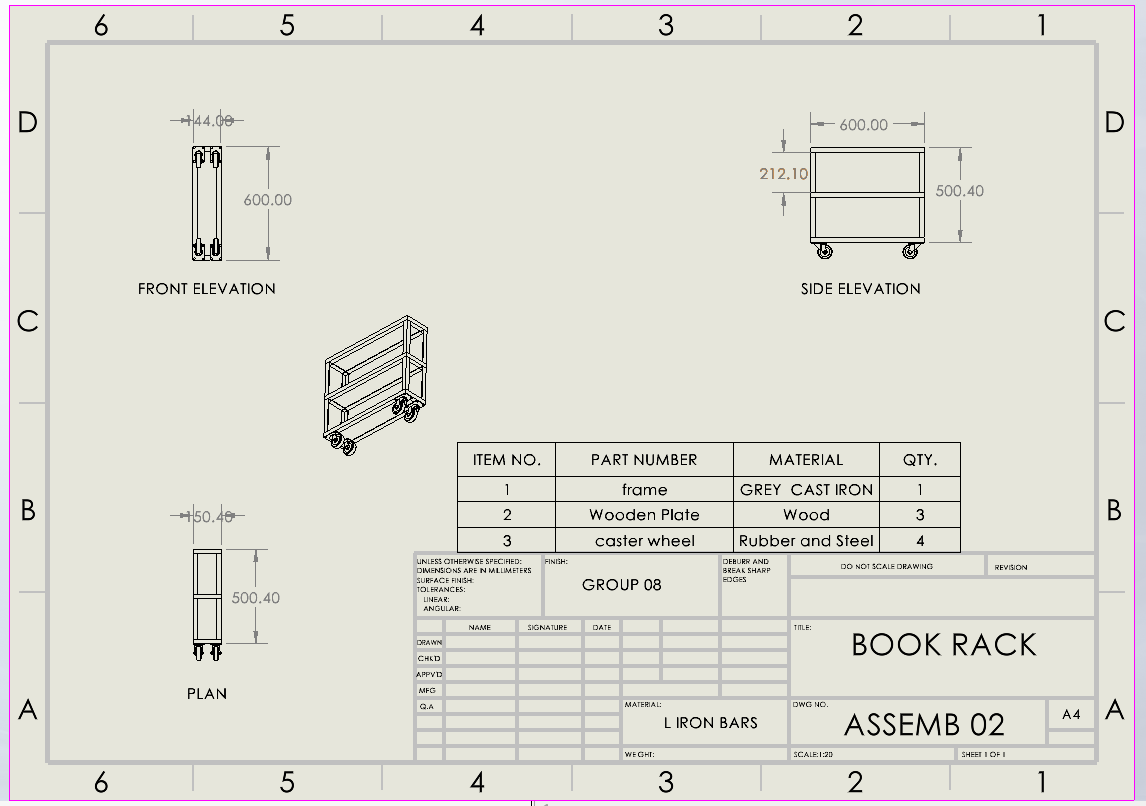 6 5 4 3 2 1
D D
144.00
600.00
FRONT ELEVATION
600.00
212.10
500.40
SIDE ELEVATION
C C
B B
150.40
500.40
PLAN
A A
ITEM NO. PART NUMBER MATERIAL QTY.
1 frame GREY CAST IRON 1
2 Wooden Plate Wood 3
3 caster wheel Rubber and Steel 4
UNLESS OTHERWISE SPECIFIED:
DIMENSIONS ARE IN MILLIMETERS
SURFACE FINISH:
TOLERANCES:
LINEAR:
ANGULAR:
FINISH:
GROUP 08
DEBURR AND
BREAK SHARP
EDGES
DO NOT SCALE DRAWING
REVISION
NAME SIGNATURE DATE
DRAWN
CHK'D
APPV'D
MFG
Q.A
TITLE:
BOOK RACK
MATERIAL:
L IRON BARS
DWG NO.
ASSEMB 02
A4
WEIGHT:
SCALE:1:20
SHEET 1 OF 1
6 5 4 3 2 1